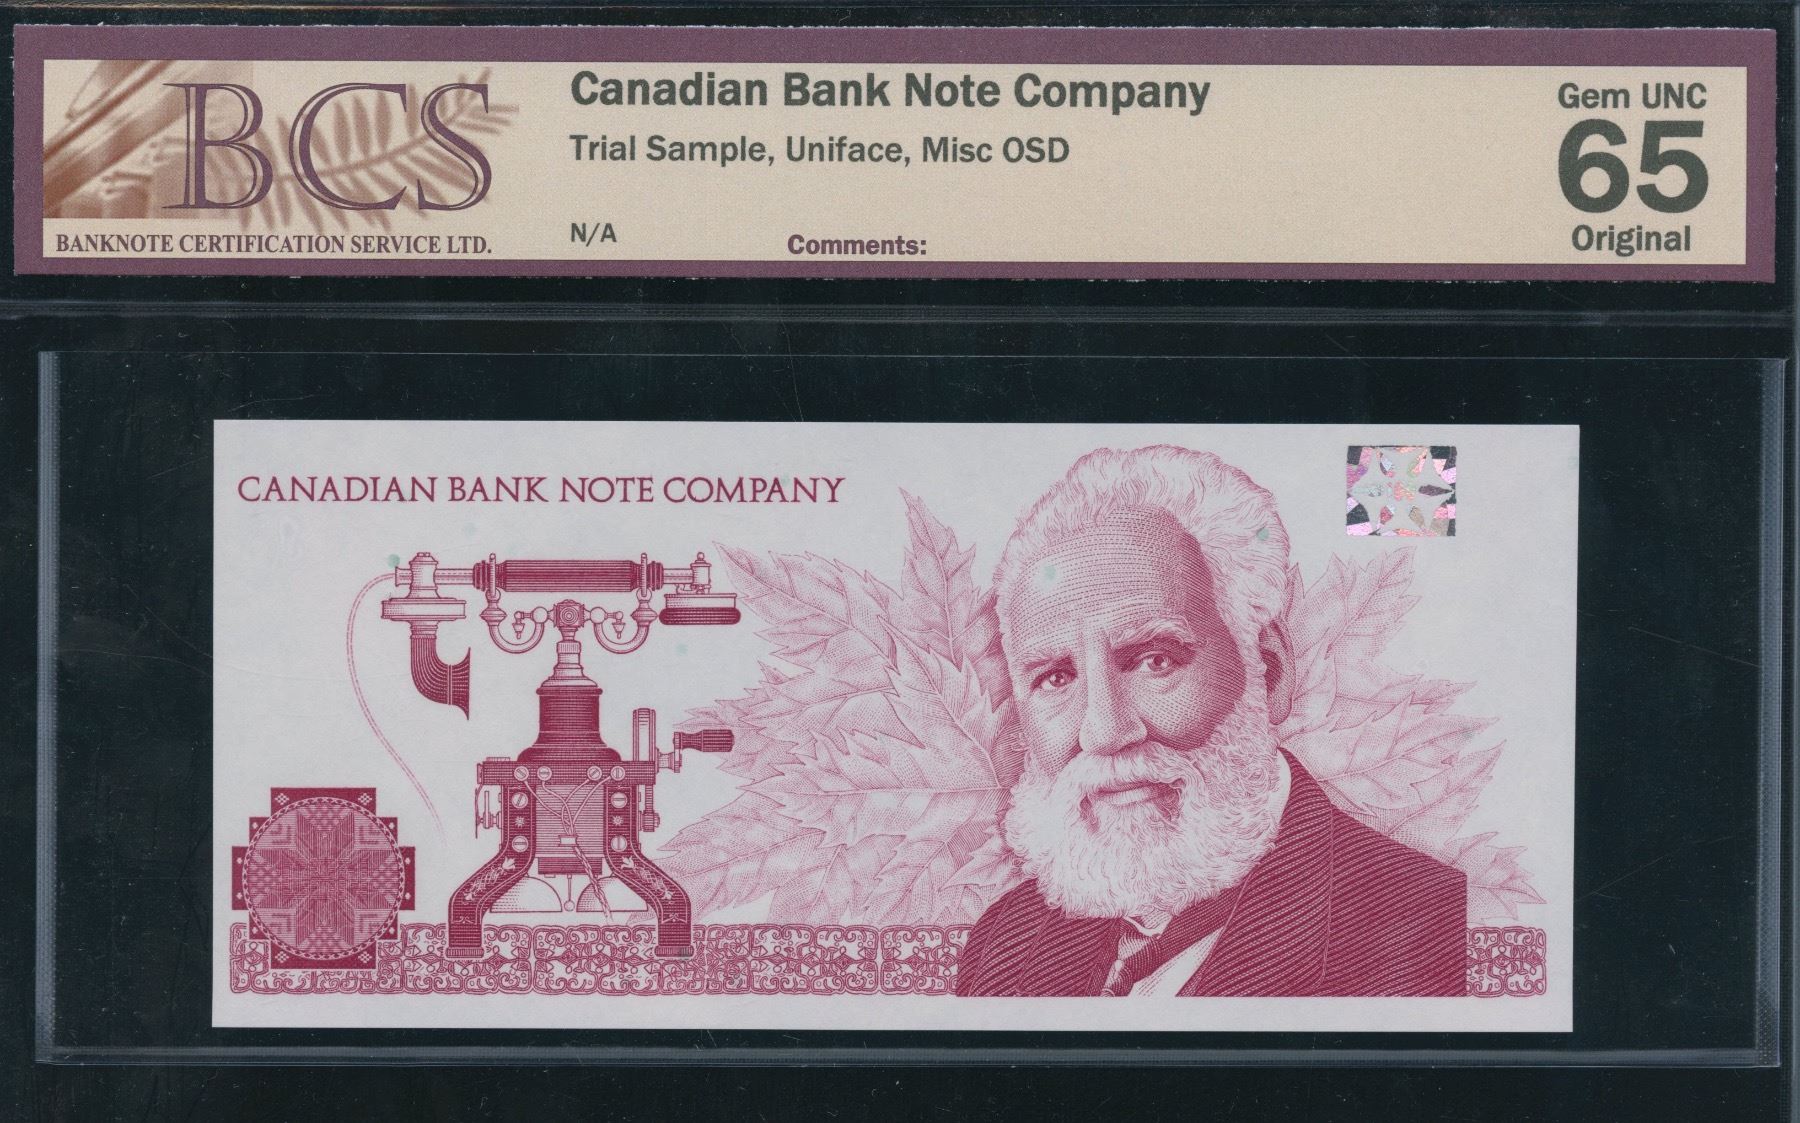 BCS
BANKNOTE CERTIFICATION SERVICE LTD.
Canadian Bank Note Company
Trial Sample, Uniface, Misc OSD
N/A
Comments:
Gem UNC
65
Original
CANADIAN BANK NOTE COMPANY